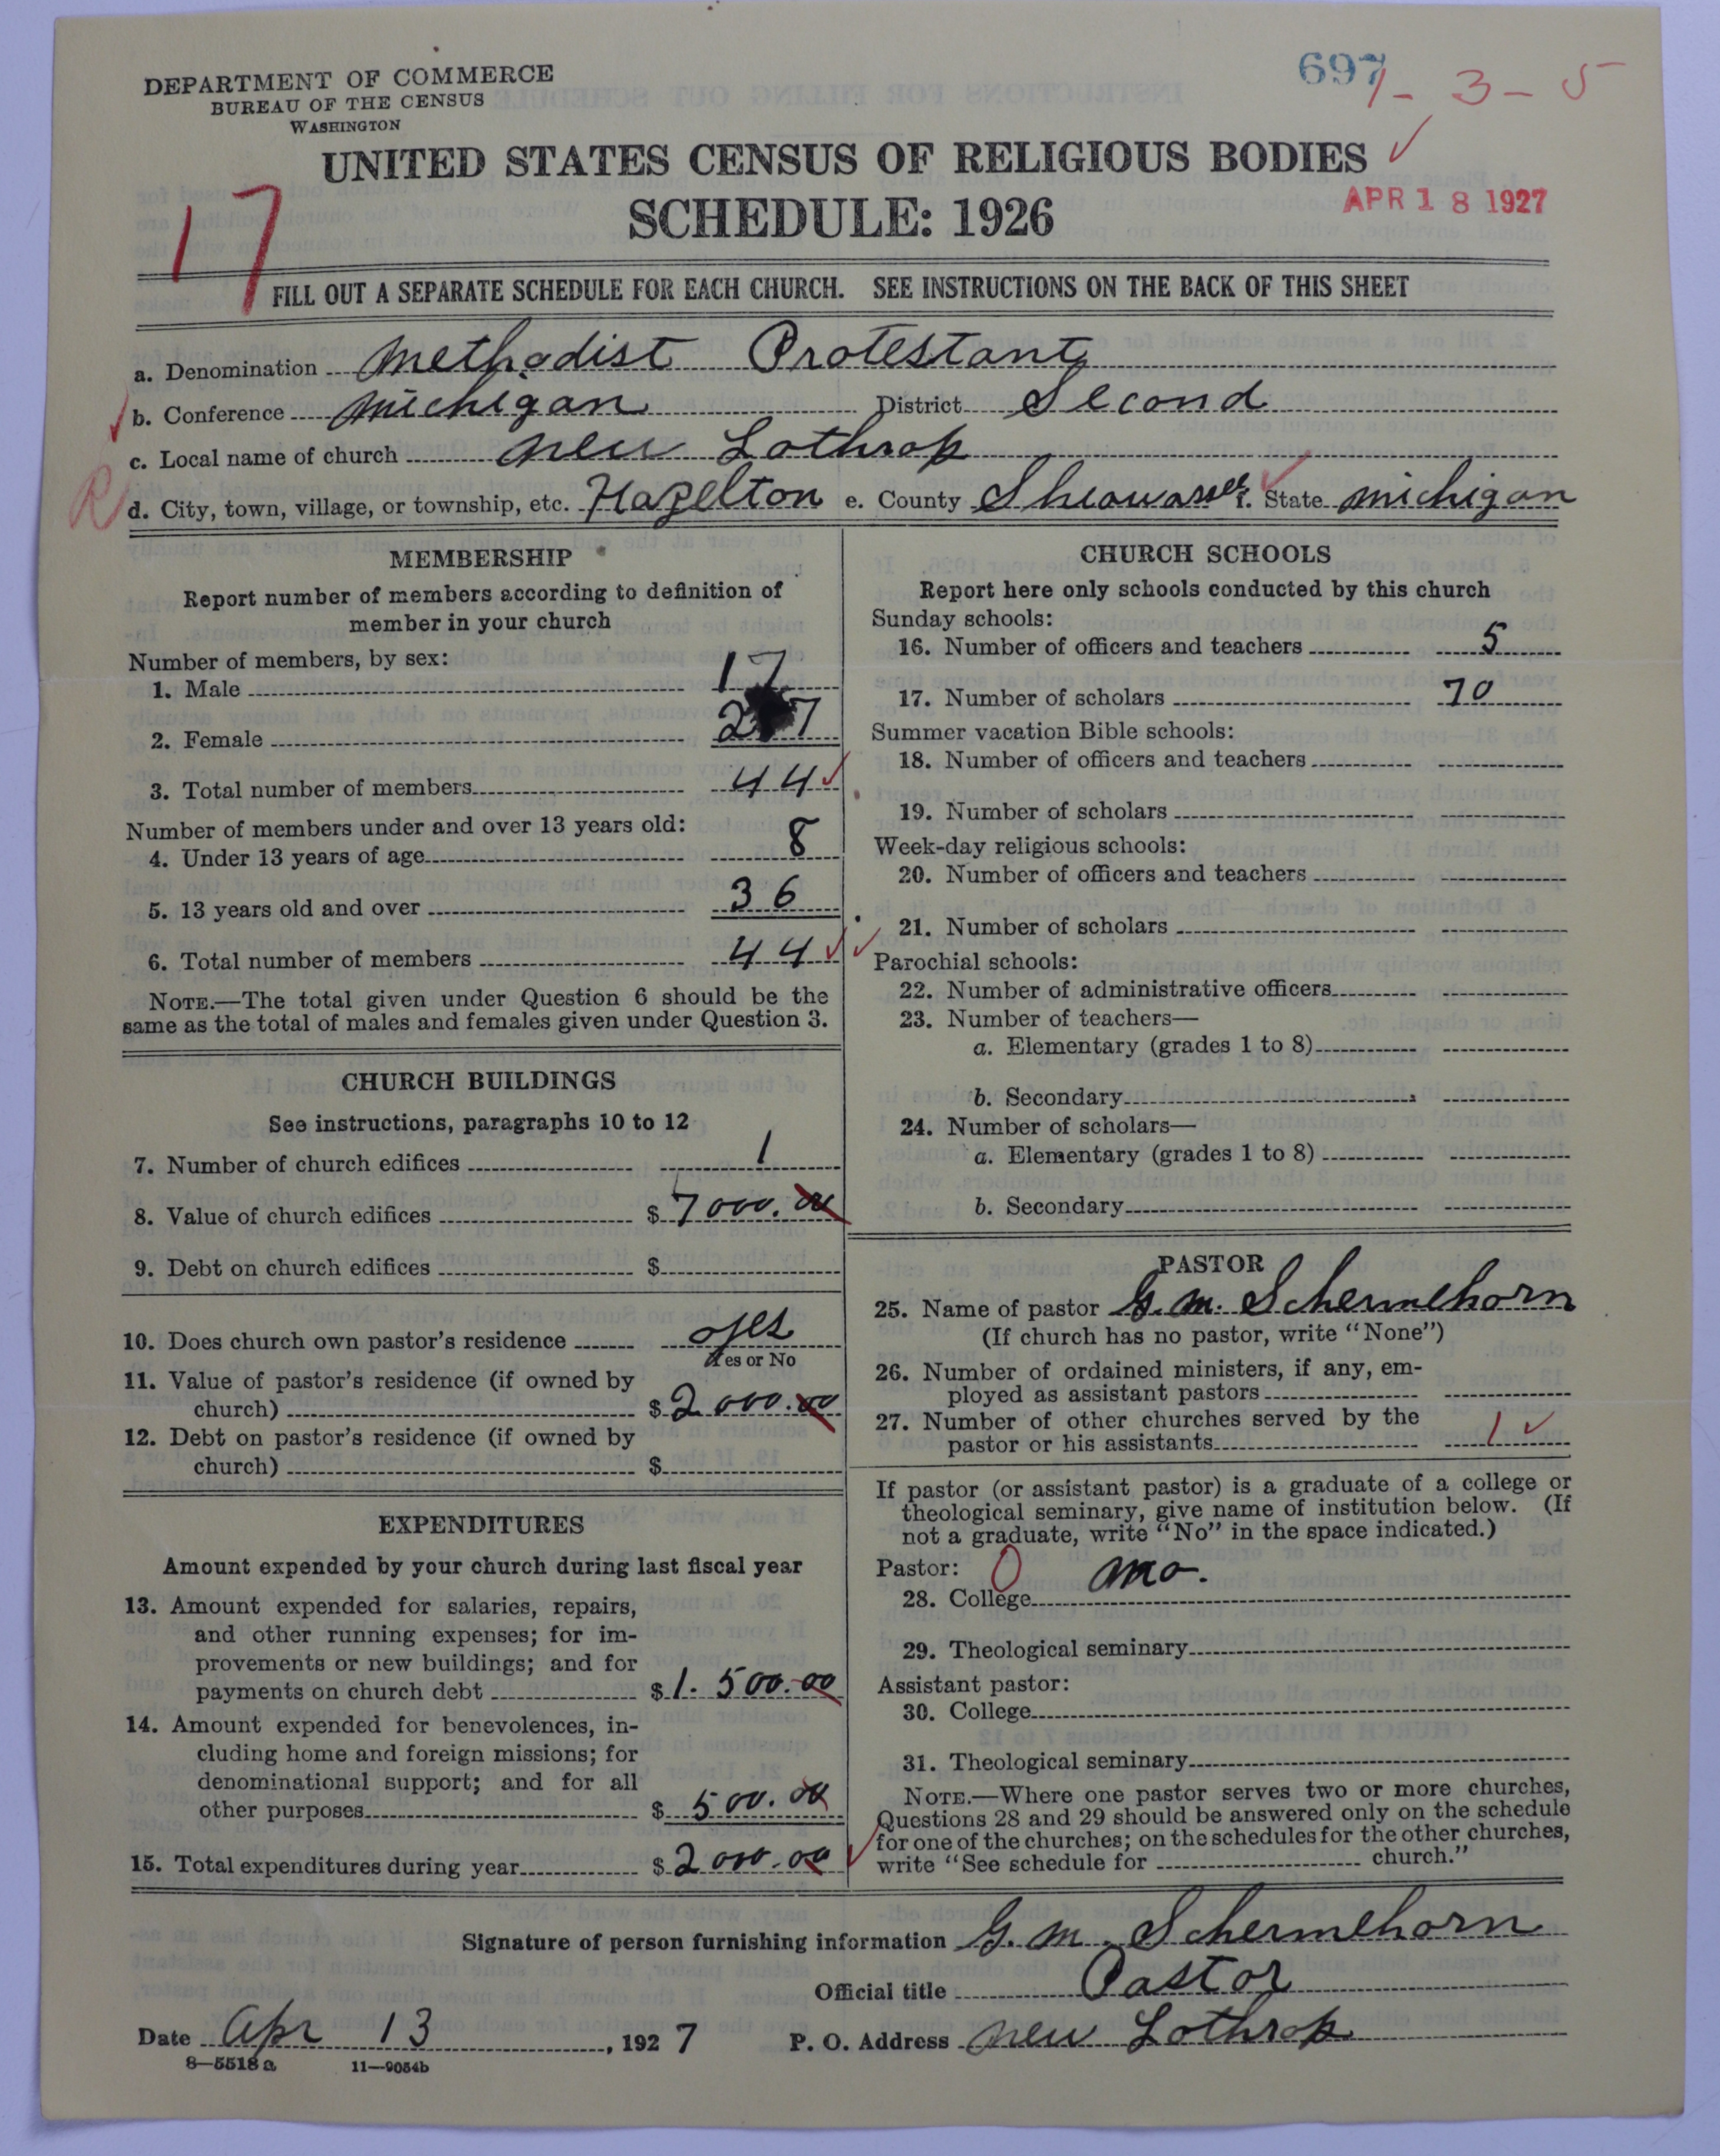 DEPARTMENT OF COMMERCE
BUREAU OF THE CENSUS
WASHINGTON
697
1-3-5
UNITED STATES CENSUS OF RELIGIOUS BODIES
SCHEDULE: 1926
APR 18 1927
17
FILL OUT A SEPARATE SCHEDULE FOR EACH CHURCH. SEE INSTRUCTIONS ON THE BACK OF THIS SHEET
a. Denomination Methodist Protestant
b. Conference Michigan District Second
c. Local name of church New Lothrop
R
d. City, town, village, or township, etc. Hazelton e. County Shiawassee f. State Michigan
MEMBERSHIP
Report number of members according to definition of
member in your church
Number of members, by sex:
1. Male 17
2. Female 27
3. Total number of members 44
Number of members under and over 13 years old:
4. Under 13 years of age 8
5. 13 years old and over 36
6. Total number of members 44
NOTE.—The total given under Question 6 should be the
same as the total of males and females given under Question 3.
CHURCH BUILDINGS
See instructions, paragraphs 10 to 12
7. Number of church edifices 1
8. Value of church edifices $ 7000.00
9. Debt on church edifices $
10. Does church own pastor's residence yes
Yes or No
11. Value of pastor's residence (if owned by
church) $ 2000.00
12. Debt on pastor's residence (if owned by
church) $
EXPENDITURES
Amount expended by your church during last fiscal year
13. Amount expended for salaries, repairs,
and other running expenses; for im-
provements or new buildings; and for
payments on church debt $ 1.500.00
14. Amount expended for benevolences, in-
cluding home and foreign missions; for
denominational support; and for all
other purposes $ 500.00
15. Total expenditures during year $ 2000.00
CHURCH SCHOOLS
Report here only schools conducted by this church
Sunday schools:
16. Number of officers and teachers 5
17. Number of scholars 70
Summer vacation Bible schools:
18. Number of officers and teachers
19. Number of scholars
Week-day religious schools:
20. Number of officers and teachers
21. Number of scholars
Parochial schools:
22. Number of administrative officers
23. Number of teachers—
a. Elementary (grades 1 to 8)
b. Secondary
24. Number of scholars—
a. Elementary (grades 1 to 8)
b. Secondary
PASTOR
25. Name of pastor G. M. Schermehorn
(If church has no pastor, write "None")
26. Number of ordained ministers, if any, em-
ployed as assistant pastors
27. Number of other churches served by the
pastor or his assistants 1
If pastor (or assistant pastor) is a graduate of a college or
theological seminary, give name of institution below. (If
not a graduate, write "No" in the space indicated.)
Pastor: 0
28. College no.
29. Theological seminary
Assistant pastor:
30. College
31. Theological seminary
NOTE.—Where one pastor serves two or more churches,
Questions 28 and 29 should be answered only on the schedule
for one of the churches; on the schedules for the other churches,
write "See schedule for church."
Signature of person furnishing information G. M. Schermehorn
Official title Pastor
Date Apr 13, 1927 P. O. Address New Lothrop
8—5518 a 11—9054b